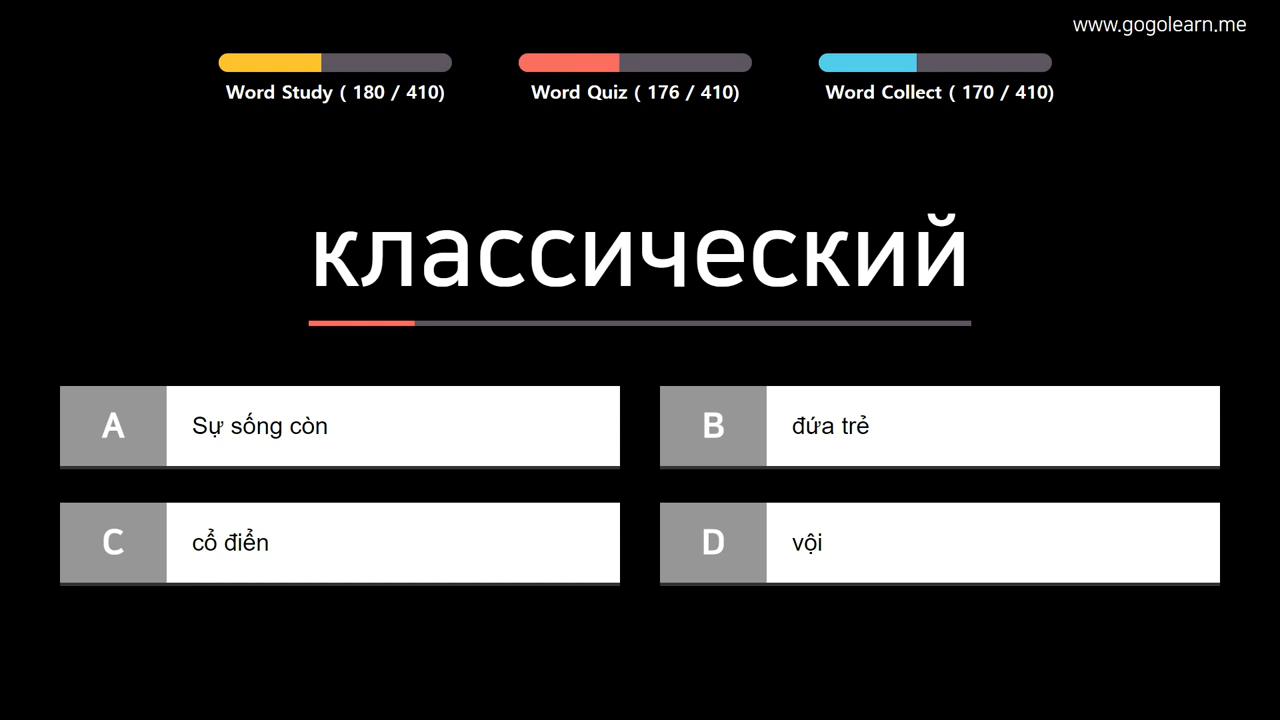 www.gogolearn.me
Word Study ( 180 / 410)
Word Quiz ( 176 / 410)
Word Collect ( 170 / 410)
классический
A Sự sống còn
B đứa trẻ
C cổ điển
D vội